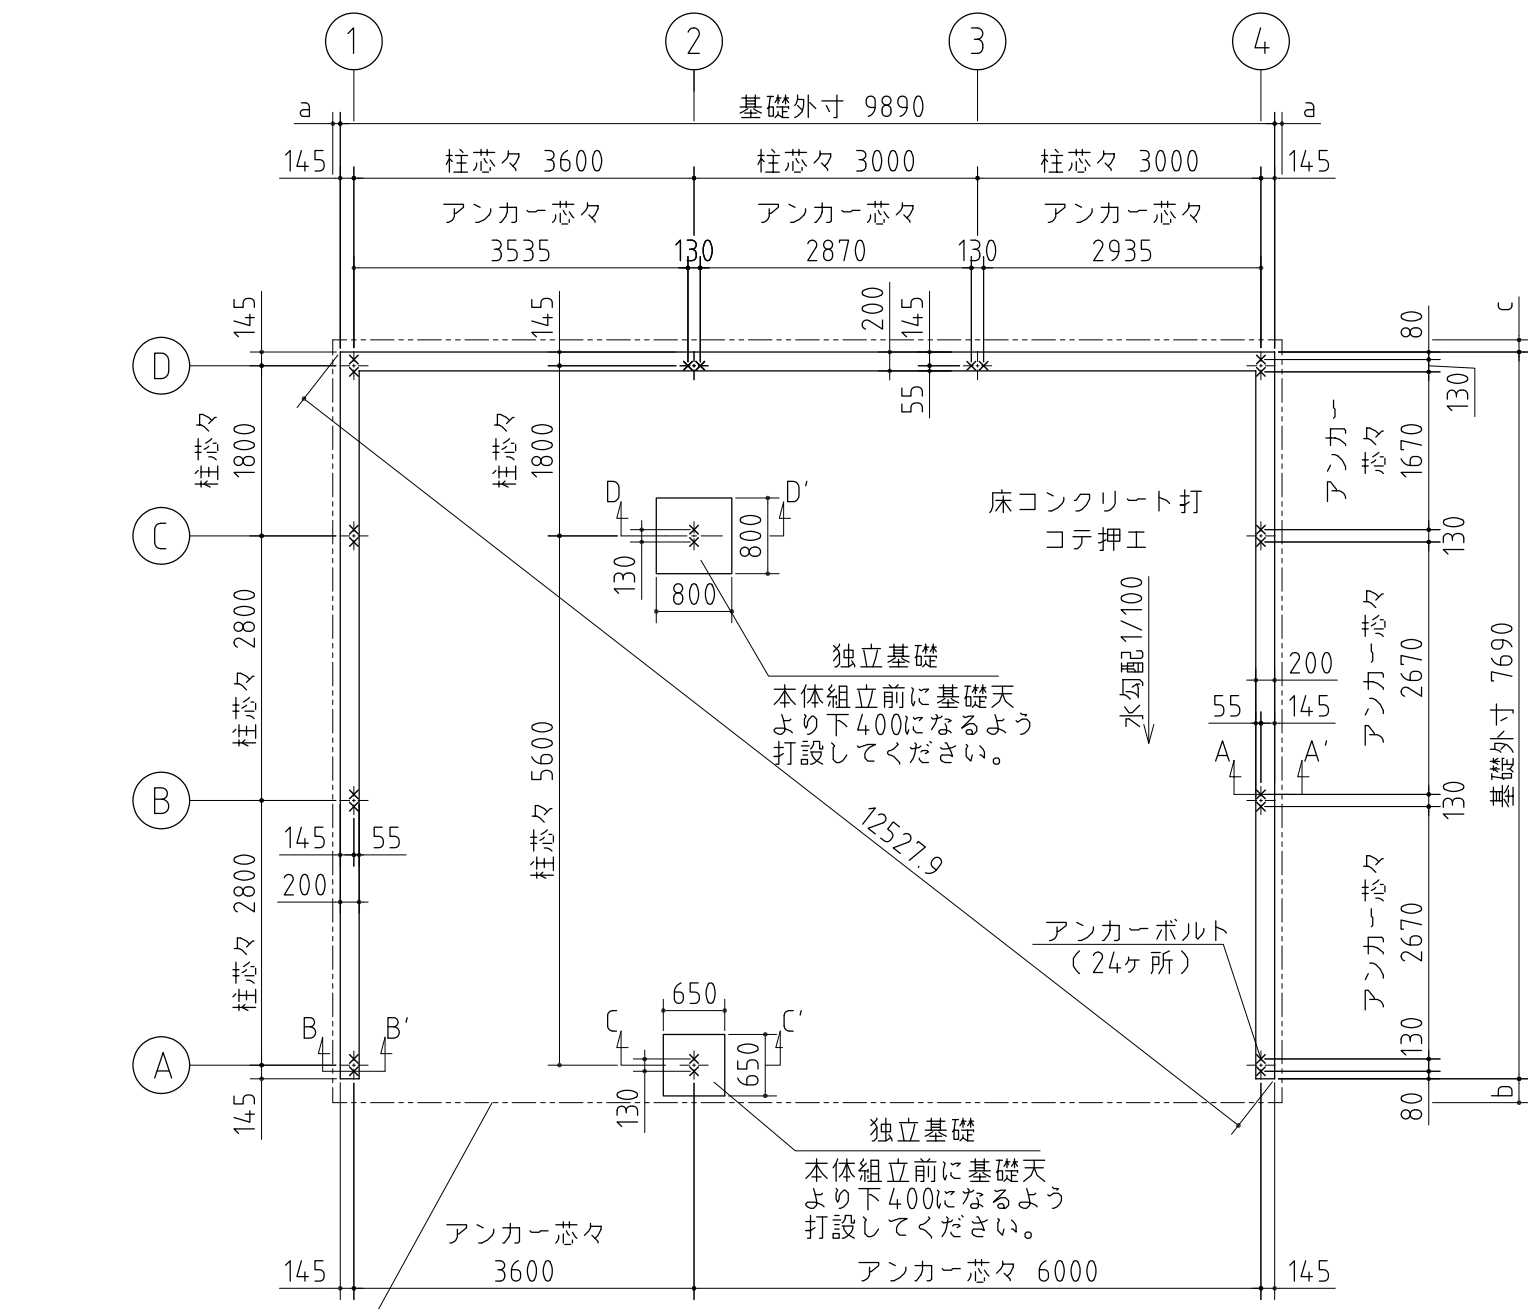 1 2 3 4
a 基礎外寸 9890 a
145 柱芯々 3600 柱芯々 3000 柱芯々 3000 145
アンカー芯々 アンカー芯々 アンカー芯々
3535 130 2870 130 2935
145 145 200 145 80 c
D
55 130
柱芯々 1800
柱芯々 1800
アンカー
芯々 1670
D D'
800
130
800
床コンクリート打
コテ押エ
C
130
柱芯々 2800
水勾配1/100
独立基礎
本体組立前に基礎天
より下400になるよう
打設してください。
200
55 145
アンカー芯々 2670
基礎外寸 7690
A A'
B
130
柱芯々 5600
145 55
200
12527.9
柱芯々 2800
アンカーボルト
(24ヶ所)
アンカー芯々 2670
650
B B'
C C'
650
130
130
A
145
80
b
独立基礎
本体組立前に基礎天
より下400になるよう
打設してください。
アンカー芯々
145 3600 アンカー芯々 6000 145